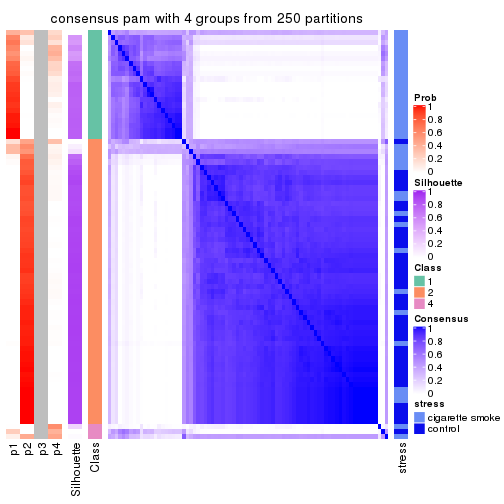 consensus pam with 4 groups from 250 partitions
Prob
1
0.8
0.6
0.4
0.2
0
Silhouette
1
0.8
0.6
0.4
0.2
0
Class
1
2
4
Consensus
1
0.8
0.6
0.4
0.2
0
stress
cigarette smoke
control
p1
p2
p3
p4
Silhouette
Class
stress